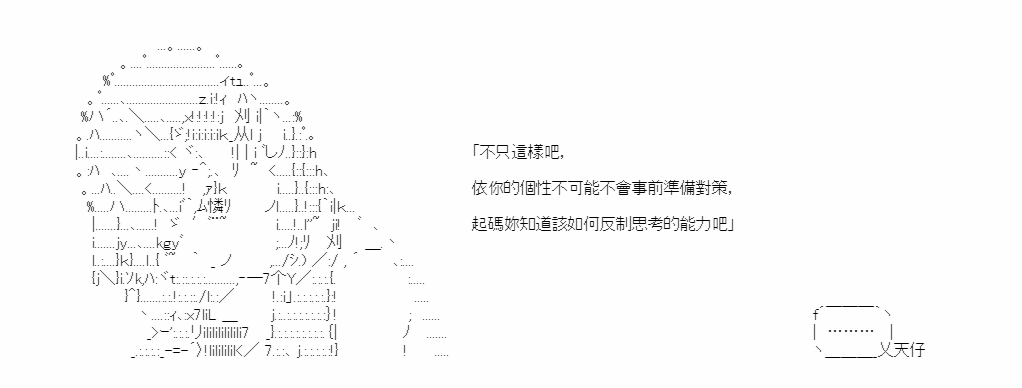 「不只這樣吧,
依你的個性不可能不會事前準備對策,
起碼妳知道該如何反制思考的能力吧」
………
乂天仔